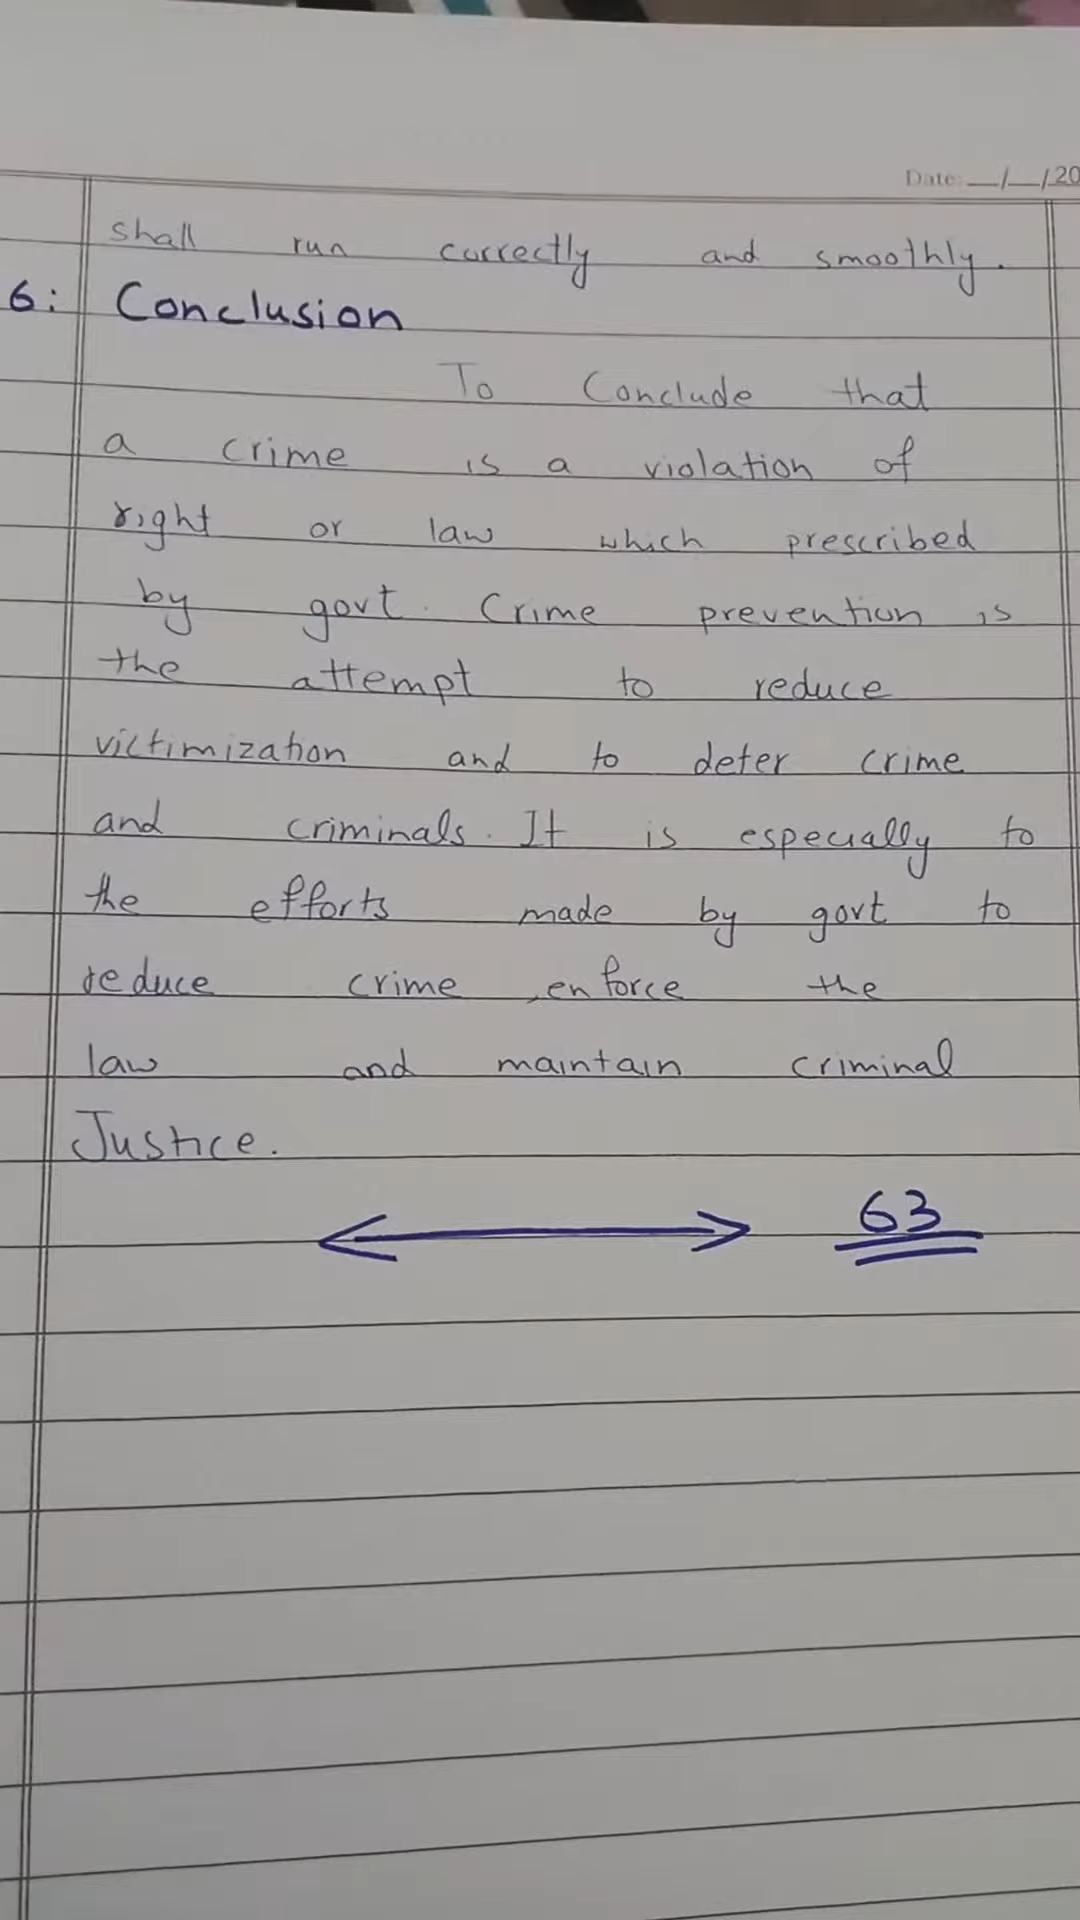 Date: __/__/20
shall run currectly and smoothly.
6: Conclusion
To Conclude that
a crime is a violation of
right or law which prescribed
by govt. Crime prevention is
the attempt to reduce
victimization and to deter crime
and criminals. It is especially to
the efforts made by govt to
reduce crime, enforce the
law and maintain criminal
Justice.
63